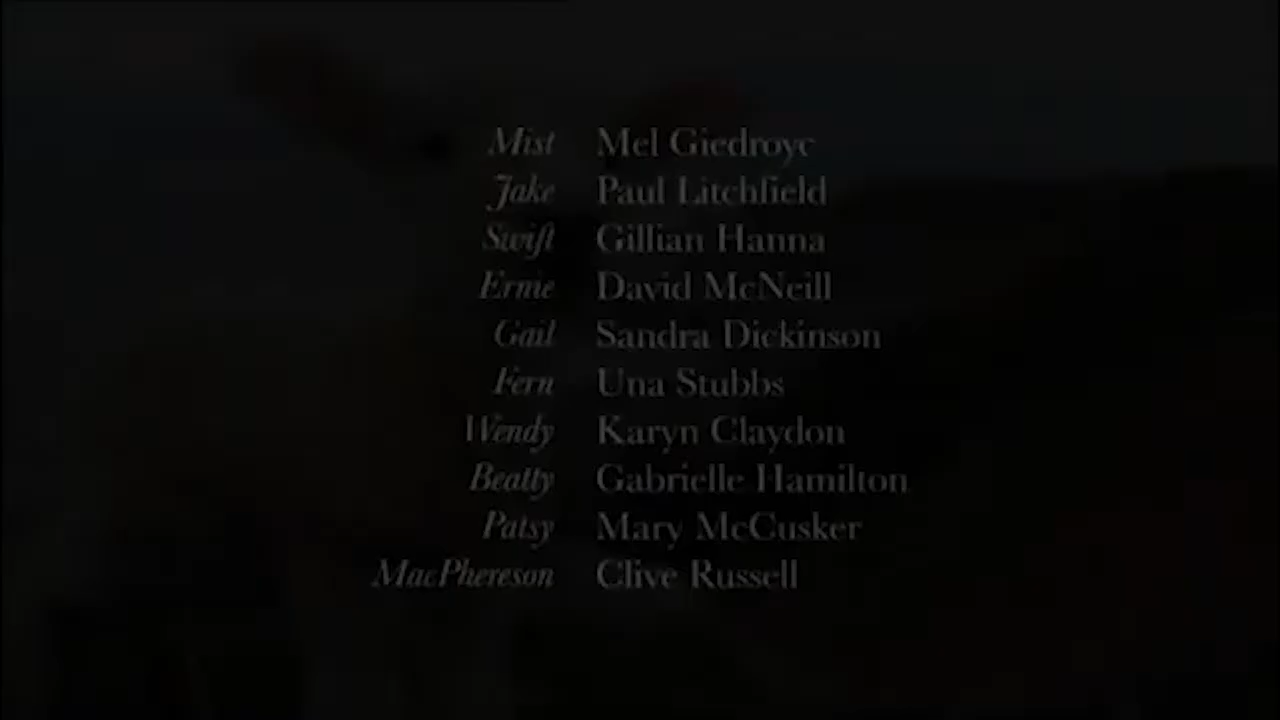 Mist Mel Giedroyc
Jake Paul Litchfield
Swift Gillian Hanna
Ernie David McNeill
Gail Sandra Dickinson
Fern Una Stubbs
Wendy Karyn Claydon
Beatty Gabrielle Hamilton
Patsy Mary McCusker
MacPhereson Clive Russell